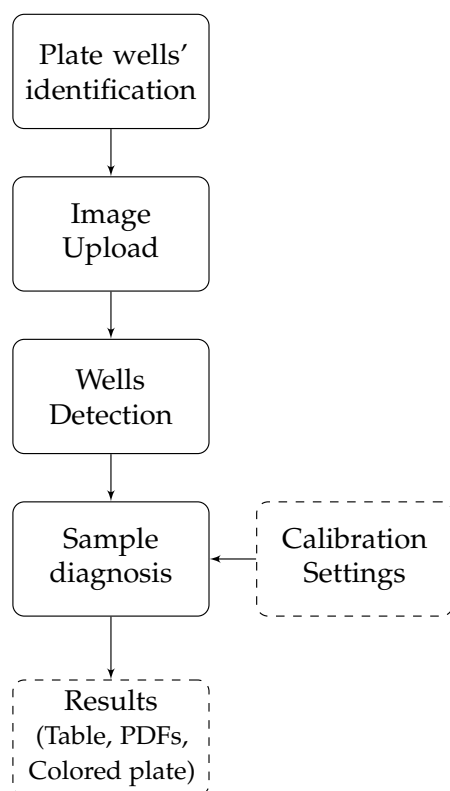 Plate wells’
identification
Image
Upload
Wells
Detection
Sample
diagnosis
Calibration
Settings
Results
(Table, PDFs,
Colored plate)